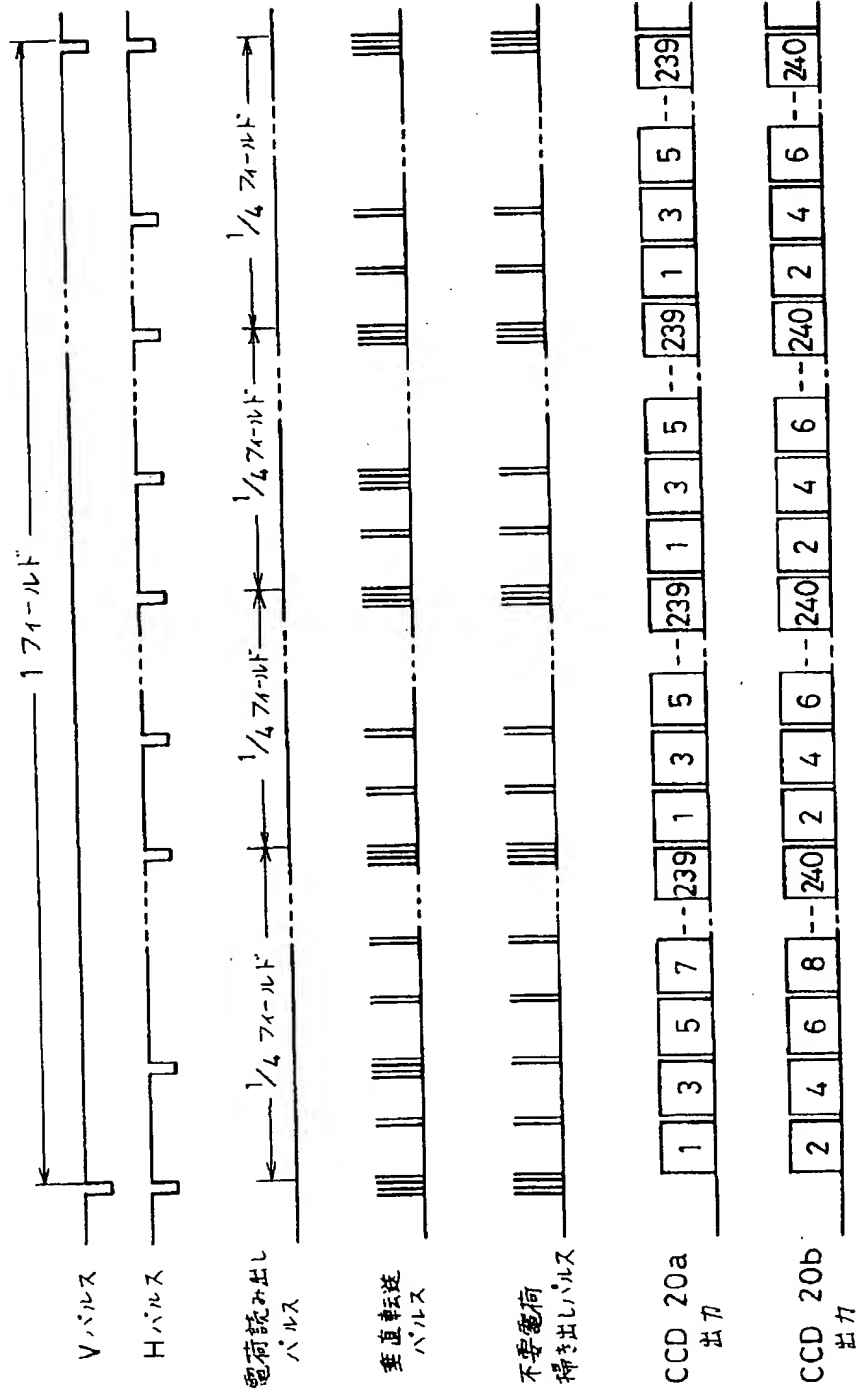 1 フィールド
Vパルス
Hパルス
1/4 フィールド 1/4 フィールド 1/4 フィールド 1/4 フィールド
電荷読み出し
パルス
垂直転送
パルス
不要電荷
掃き出しパルス
CCD 20a
出力
1 3 5 7 -- 239 1 3 5 -- 239 1 3 5 -- 239 1 3 5 -- 239
CCD 20b
出力
2 4 6 8 -- 240 2 4 6 -- 240 2 4 6 -- 240 2 4 6 -- 240